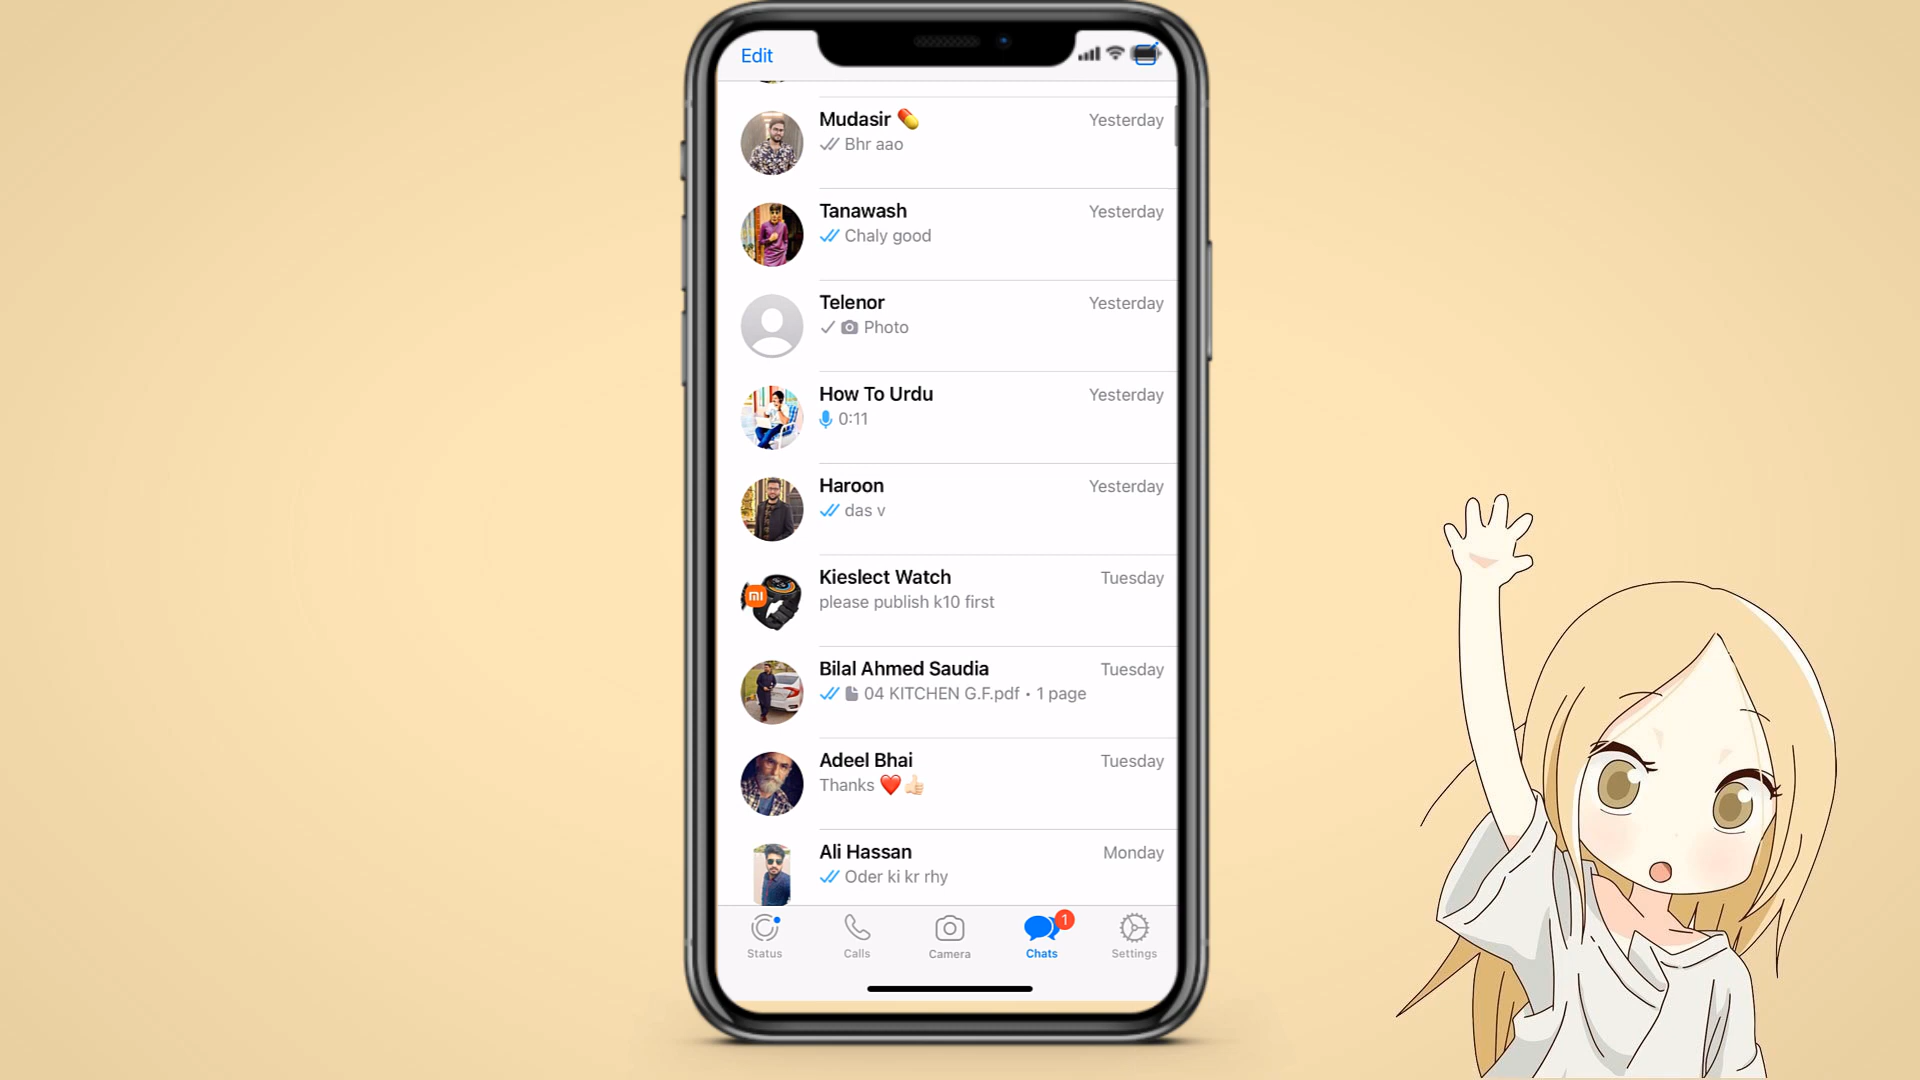 Edit
Mudasir 💊 Yesterday
Bhr aao
Tanawash Yesterday
Chaly good
Telenor Yesterday
Photo
How To Urdu Yesterday
0:11
Haroon Yesterday
das v
Kieslect Watch Tuesday
mi
please publish k10 first
Bilal Ahmed Saudia Tuesday
04 KITCHEN G.F.pdf • 1 page
Adeel Bhai Tuesday
Thanks ❤️👍🏻
Ali Hassan Monday
Oder ki kr rhy
1
Status Calls Camera Chats Settings